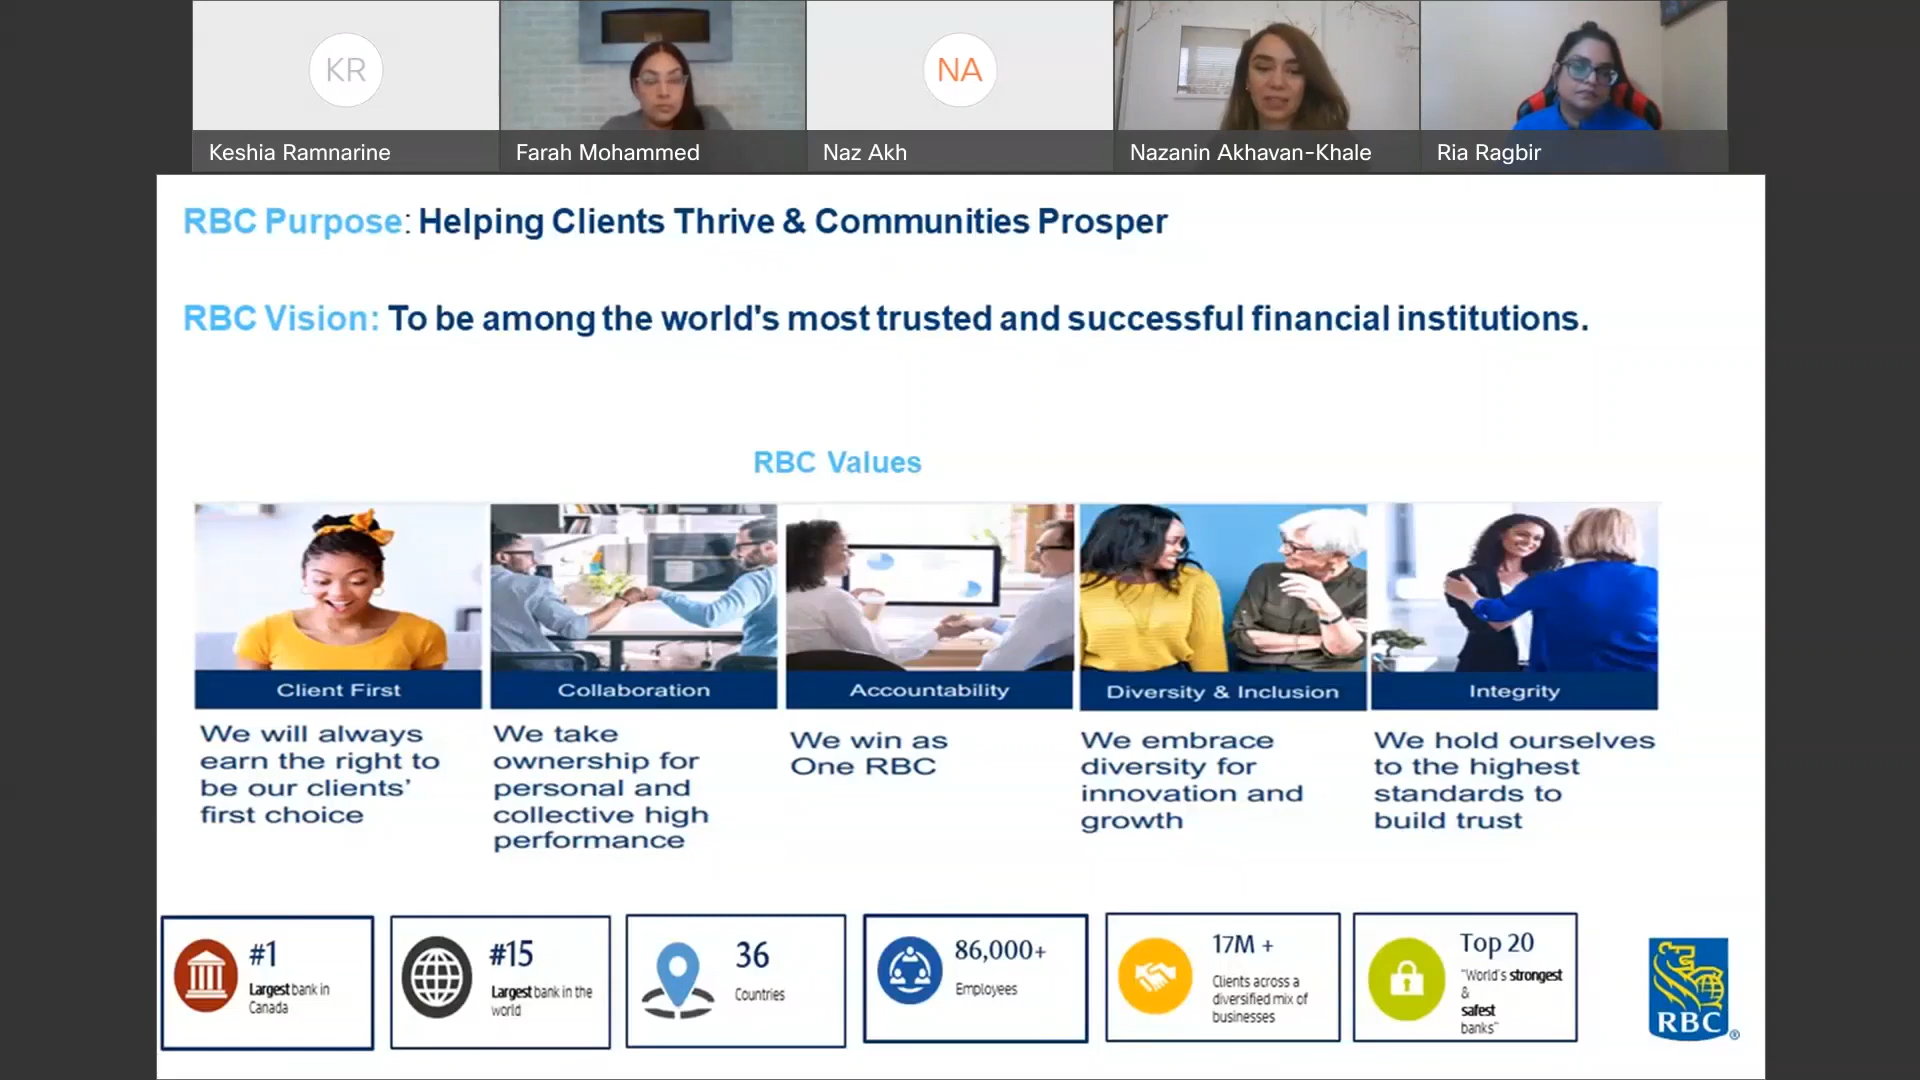 KR
NA
Keshia Ramnarine
Farah Mohammed
Naz Akh
Nazanin Akhavan-Khale
Ria Ragbir
RBC Purpose: Helping Clients Thrive & Communities Prosper
RBC Vision: To be among the world's most trusted and successful financial institutions.
RBC Values
Client First
We will always
earn the right to
be our clients'
first choice
Collaboration
We take
ownership for
personal and
collective high
performance
Accountability
We win as
One RBC
Diversity & Inclusion
We embrace
diversity for
innovation and
growth
Integrity
We hold ourselves
to the highest
standards to
build trust
#1
Largest bank in
Canada
#15
Largest bank in the
world
36
Countries
86,000+
Employees
17M +
Clients across a
diversified mix of
businesses
Top 20
"World's strongest
&
safest
banks"
RBC®